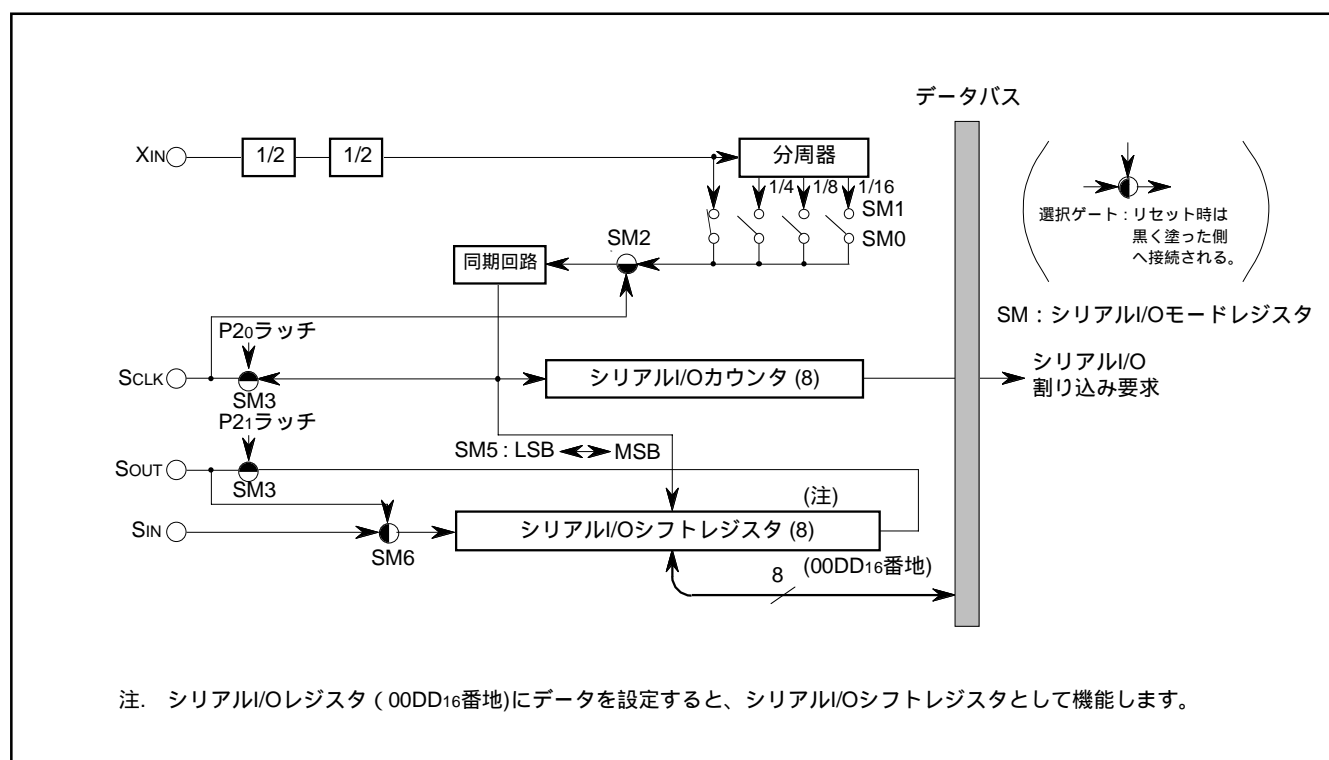 データバス
XIN
1/2
1/2
分周器
1/4
1/8
1/16
SM1
SM0
選択ゲート : リセット時は
黒く塗った側
へ接続される。
SM2
同期回路
SM : シリアルI/Oモードレジスタ
P20ラッチ
SCLK
SM3
シリアルI/Oカウンタ (8)
シリアルI/O
割り込み要求
P21ラッチ
SM5 : LSB
MSB
SOUT
SM3
(注)
SIN
SM6
シリアルI/Oシフトレジスタ (8)
8
(00DD16番地)
注. シリアルI/Oレジスタ ( 00DD16番地)にデータを設定すると、シリアルI/Oシフトレジスタとして機能します。